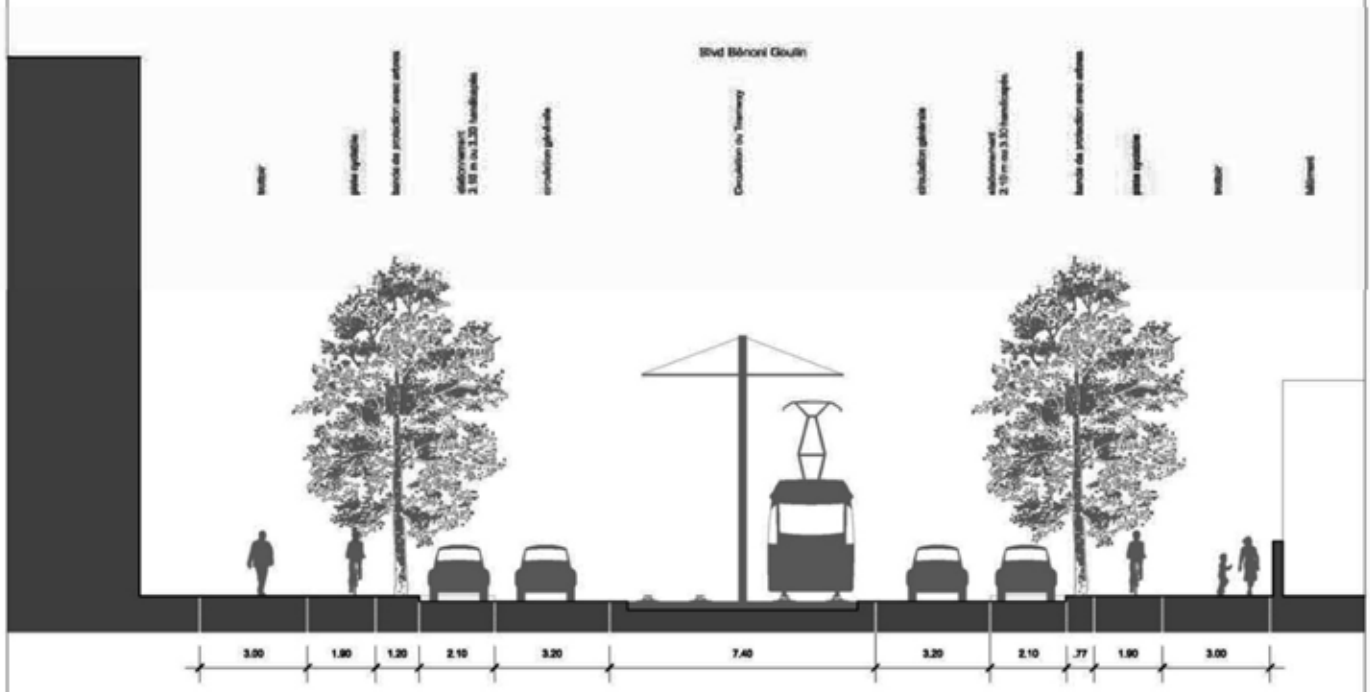 Blvd Bénoni Goulin
trottoir
piste cyclable
bande de protection avec arbres
stationnement
2.10 m ou 3.30 handicapés
circulation générale
Circulation du Tramway
circulation générale
stationnement
2.10 m ou 3.30 handicapés
bande de protection avec arbres
piste cyclable
trottoir
bâtiment
3.00
1.90
1.20
2.10
3.20
7.40
3.20
2.10
.77
1.90
3.00